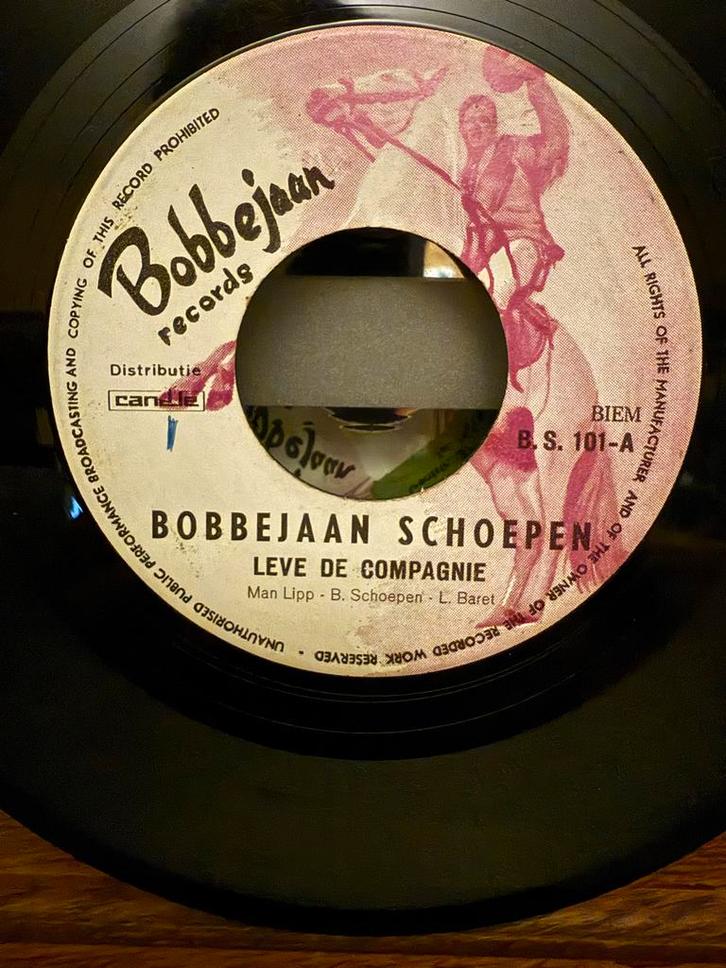 Bobbejaan
records
Distributie
candle
BIEM
B.S. 101-A
BOBBEJAAN SCHOEPEN
LEVE DE COMPAGNIE
Man Lipp - B. Schoepen - L. Baret
ALL RIGHTS OF THE MANUFACTURER AND OF THE OWNER OF THE RECORDED WORK RESERVED · UNAUTHORISED PUBLIC PERFORMANCE BROADCASTING AND COPYING OF THIS RECORD PROHIBITED